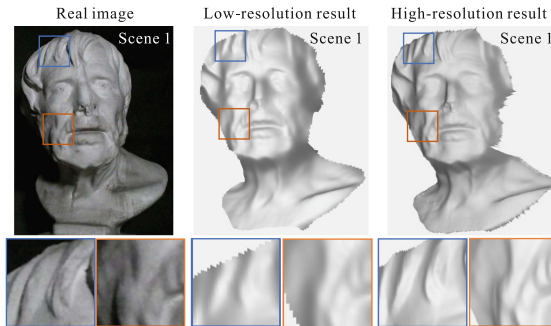 Real image
Low-resolution result
High-resolution result
Scene 1
Scene 1
Scene 1